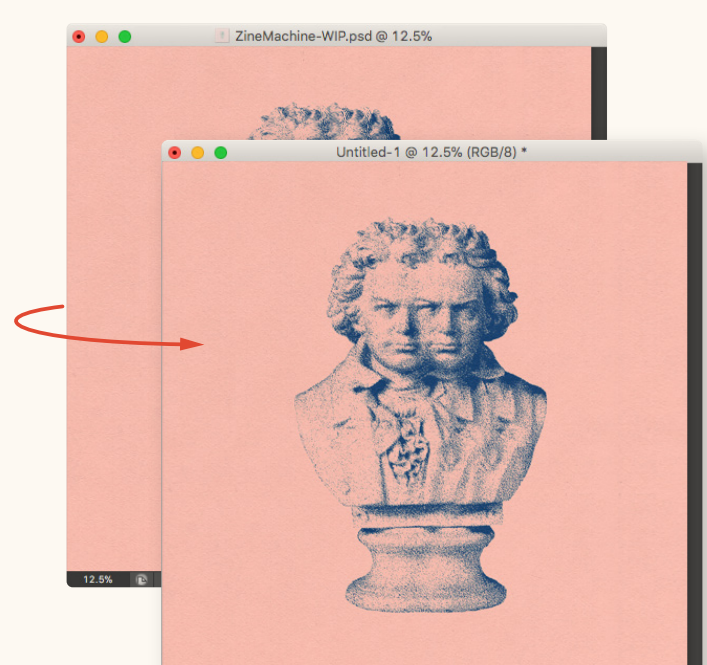 ZineMachine-WIP.psd @ 12.5%
Untitled-1 @ 12.5% (RGB/8) *
12.5%